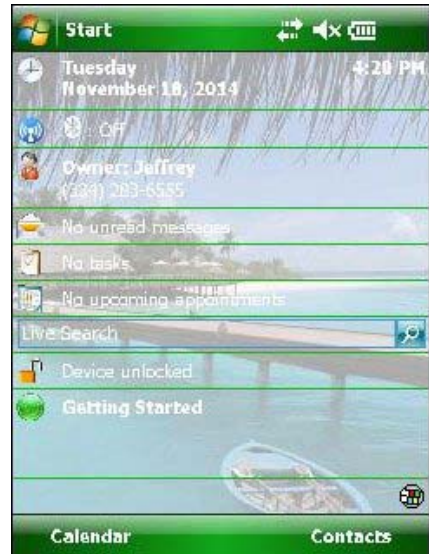 Start
Tuesday 4:20 PM
November 18, 2014
: Off
Owner: Jeffrey
(334) 283-6555
No unread messages
No tasks
No upcoming appointments
Live Search
Device unlocked
Getting Started
Calendar Contacts